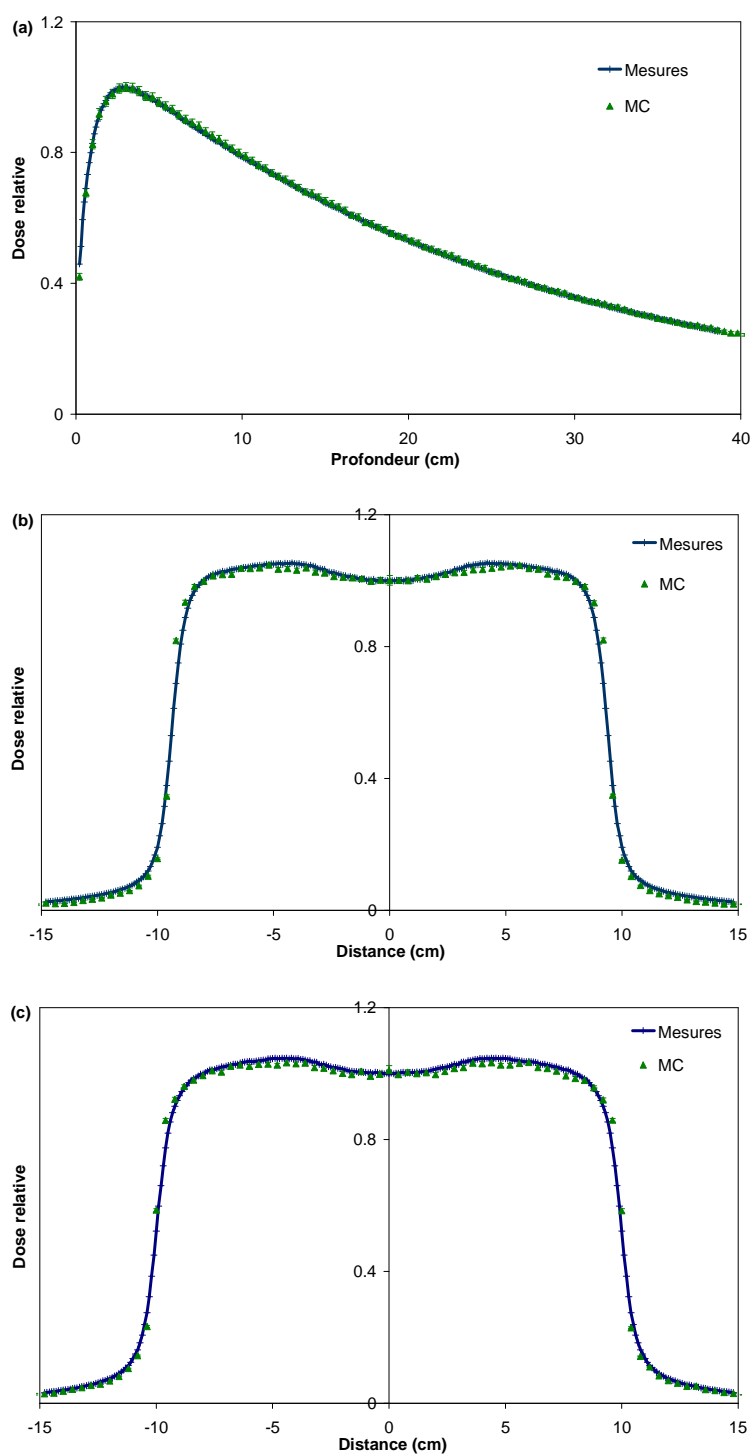 (a)
1.2
Mesures
MC
0.8
Dose relative
0.4
0
0
10
20
30
40
Profondeur (cm)
(b)
1.2
Mesures
MC
0.8
Dose relative
0.4
0
-15
-10
-5
0
5
10
15
Distance (cm)
(c)
1.2
Mesures
MC
0.8
Dose relative
0.4
0
-15
-10
-5
0
5
10
15
Distance (cm)